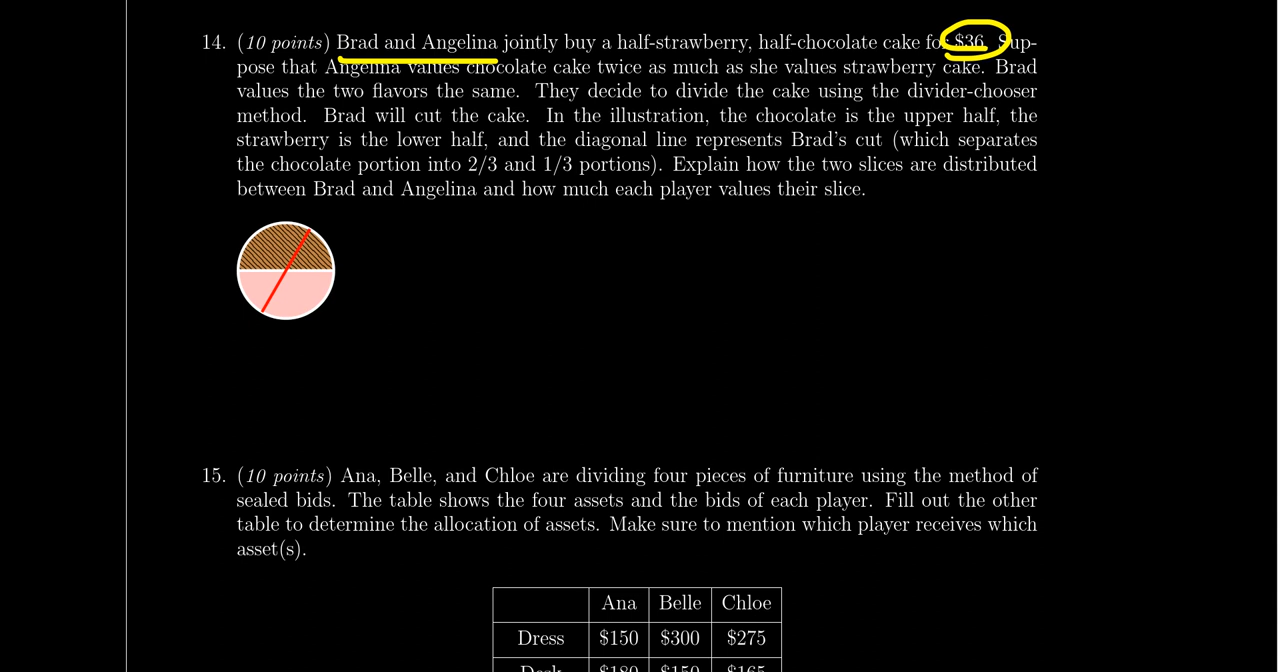 14. (10 points) Brad and Angelina jointly buy a half-strawberry, half-chocolate cake for $36. Sup-
pose that Angelina values chocolate cake twice as much as she values strawberry cake. Brad
values the two flavors the same. They decide to divide the cake using the divider-chooser
method. Brad will cut the cake. In the illustration, the chocolate is the upper half, the
strawberry is the lower half, and the diagonal line represents Brad's cut (which separates
the chocolate portion into 2/3 and 1/3 portions). Explain how the two slices are distributed
between Brad and Angelina and how much each player values their slice.
15. (10 points) Ana, Belle, and Chloe are dividing four pieces of furniture using the method of
sealed bids. The table shows the four assets and the bids of each player. Fill out the other
table to determine the allocation of assets. Make sure to mention which player receives which
asset(s).
Ana Belle Chloe
Dress $150 $300 $275
Desk $180 $150 $165